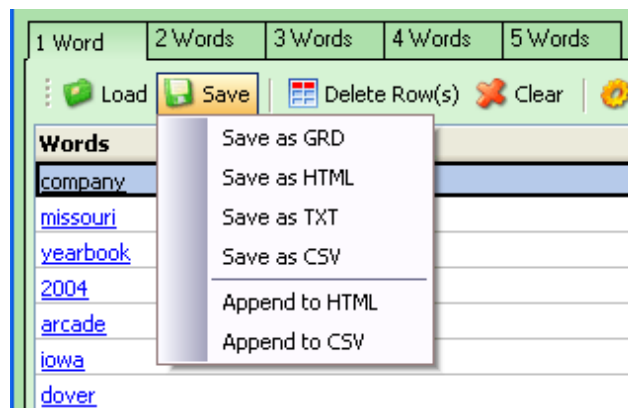 1 Word 2 Words 3 Words 4 Words 5 Words
Load Save Delete Row(s) Clear
Words
company
missouri
yearbook
2004
arcade
iowa
dover
Save as GRD
Save as HTML
Save as TXT
Save as CSV
Append to HTML
Append to CSV